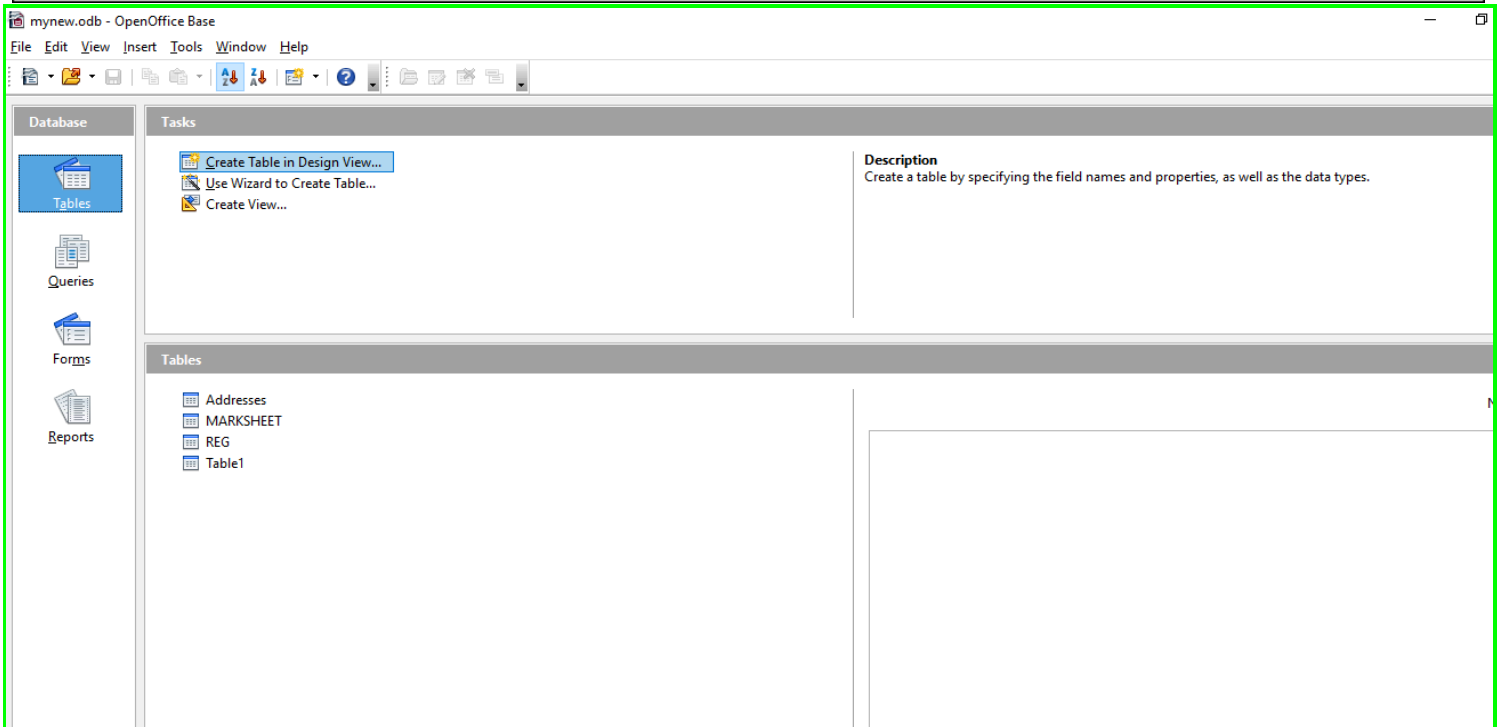 mynew.odb - OpenOffice Base
File Edit View Insert Tools Window Help
Database
Tasks
Tables
Queries
Forms
Reports
Create Table in Design View...
Use Wizard to Create Table...
Create View...
Description
Create a table by specifying the field names and properties, as well as the data types.
Tables
Addresses
MARKSHEET
REG
Table1